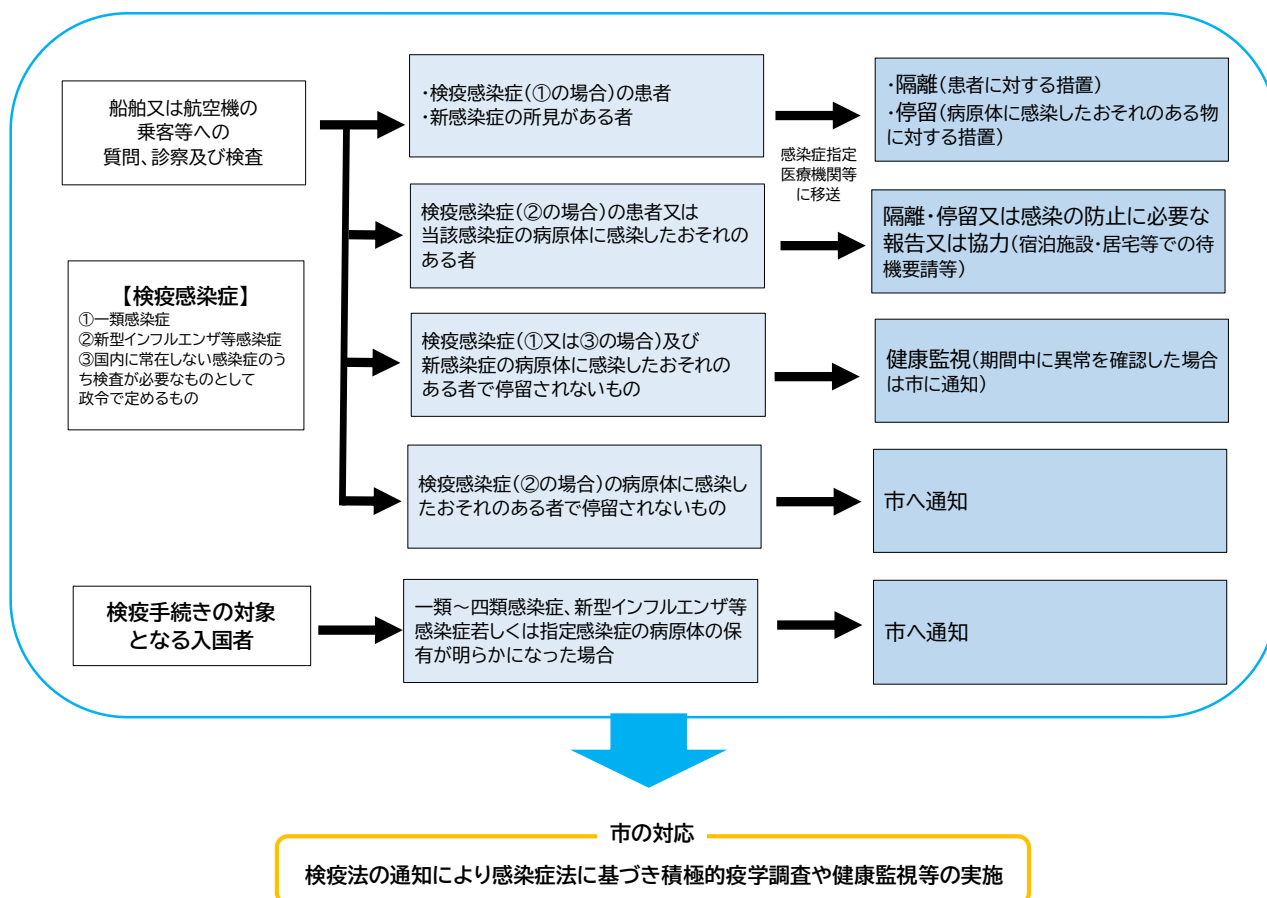 船舶又は航空機の
乗客等への
質問、診察及び検査
・検疫感染症(①の場合)の患者
・新感染症の所見がある者
感染症指定
医療機関等
に移送
・隔離(患者に対する措置)
・停留(病原体に感染したおそれのある物
に対する措置)
検疫感染症(②の場合)の患者又は
当該感染症の病原体に感染したおそれの
ある者
隔離・停留又は感染の防止に必要な
報告又は協力(宿泊施設・居宅等での待
機要請等)
【検疫感染症】
①一類感染症
②新型インフルエンザ等感染症
③国内に常在しない感染症のう
ち検査が必要なものとして
政令で定めるもの
検疫感染症(①又は③の場合)及び
新感染症の病原体に感染したおそれの
ある者で停留されないもの
健康監視(期間中に異常を確認した場合
は市に通知)
検疫感染症(②の場合)の病原体に感染し
たおそれのある者で停留されないもの
市へ通知
検疫手続きの対象
となる入国者
一類～四類感染症、新型インフルエンザ等
感染症若しくは指定感染症の病原体の保
有が明らかになった場合
市へ通知
市の対応
検疫法の通知により感染症法に基づき積極的疫学調査や健康監視等の実施